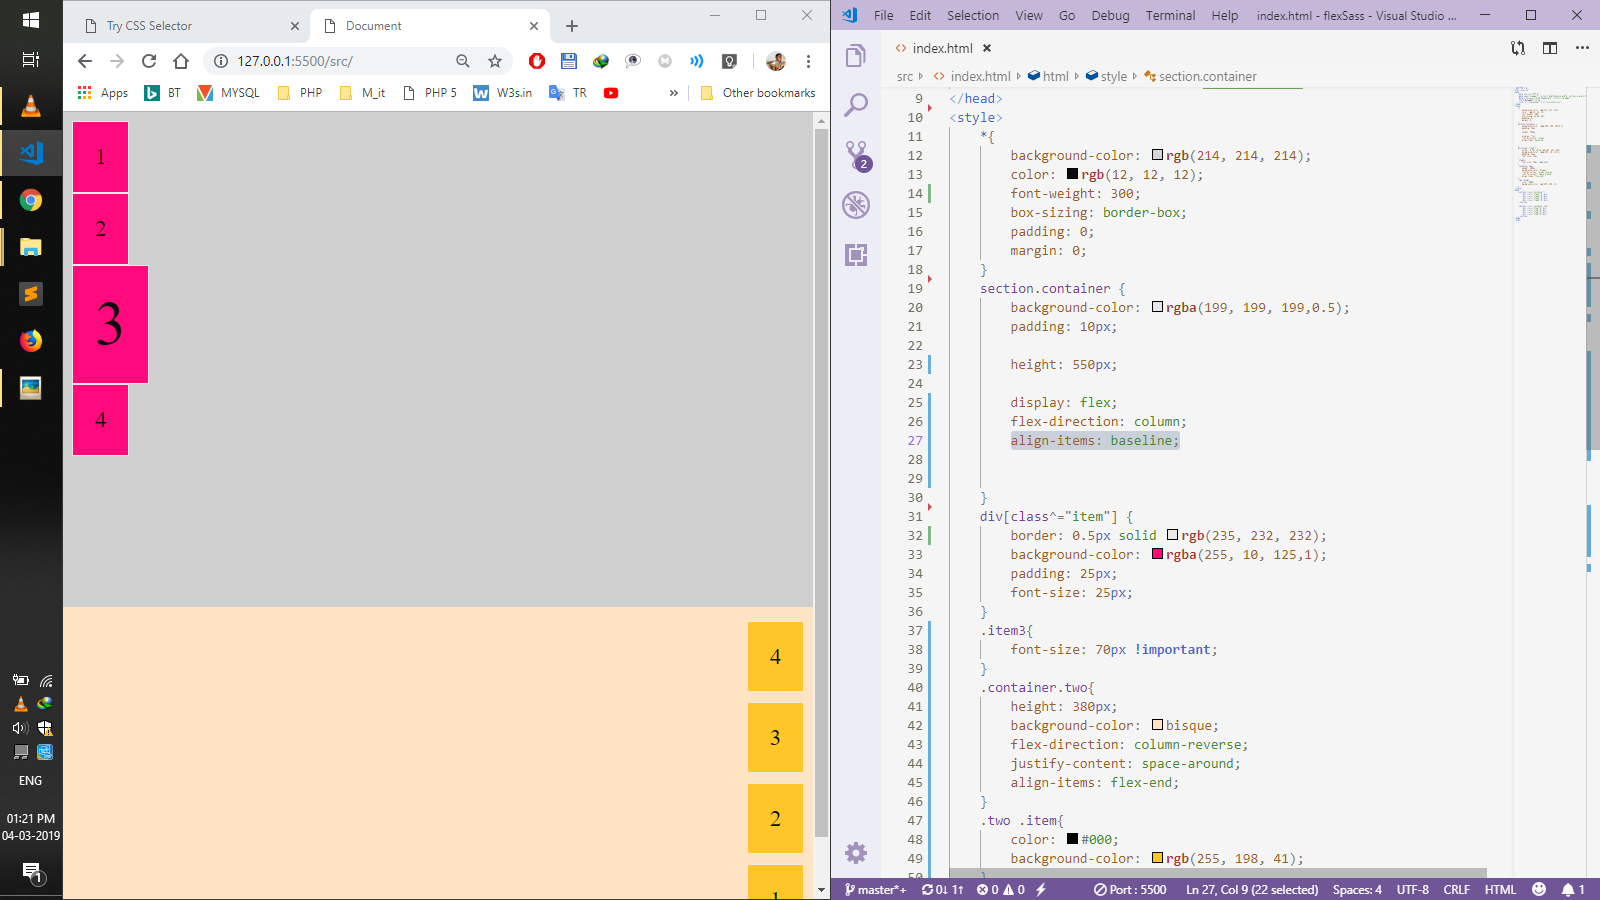 Try CSS Selector
Document
127.0.0.1:5500/src/
Apps
BT
MYSQL
PHP
M_it
PHP 5
W3s.in
TR
»
Other bookmarks
1
2
3
4
4
3
2
1
ENG
01:21 PM
04-03-2019
1
File Edit Selection View Go Debug Terminal Help
index.html - flexSass - Visual Studio ...
index.html
src › index.html › html › style › section.container
2
9 </head>
10 <style>
11 *{
12 background-color: rgb(214, 214, 214);
13 color: rgb(12, 12, 12);
14 font-weight: 300;
15 box-sizing: border-box;
16 padding: 0;
17 margin: 0;
18 }
19 section.container {
20 background-color: rgba(199, 199, 199,0.5);
21 padding: 10px;
22
23 height: 550px;
24
25 display: flex;
26 flex-direction: column;
27 align-items: baseline;
28
29
30 }
31 div[class^="item"] {
32 border: 0.5px solid rgb(235, 232, 232);
33 background-color: rgba(255, 10, 125,1);
34 padding: 25px;
35 font-size: 25px;
36 }
37 .item3{
38 font-size: 70px !important;
39 }
40 .container.two{
41 height: 380px;
42 background-color: bisque;
43 flex-direction: column-reverse;
44 justify-content: space-around;
45 align-items: flex-end;
46 }
47 .two .item{
48 color: #000;
49 background-color: rgb(255, 198, 41);
50 }
master*+ 0↓ 1↑ 0 0 Port : 5500 Ln 27, Col 9 (22 selected) Spaces: 4 UTF-8 CRLF HTML 1